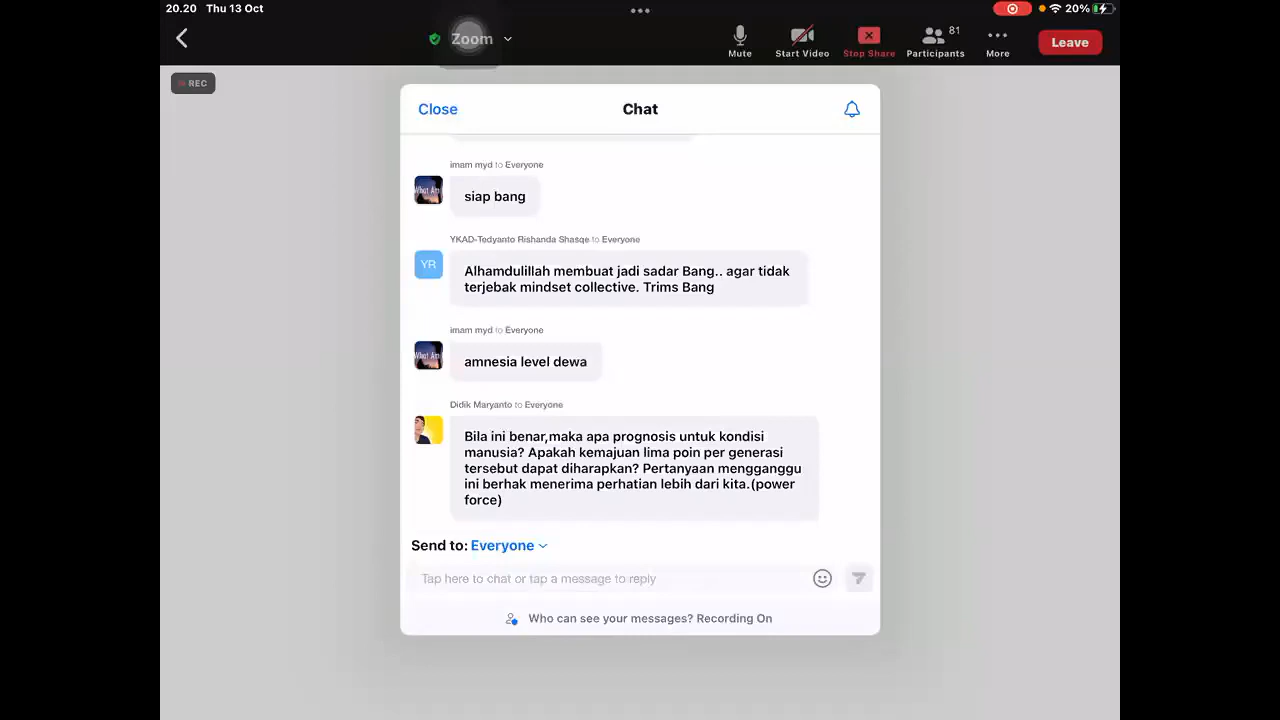 20.20 Thu 13 Oct
20%
Zoom
81
Mute
Start Video
Stop Share
Participants
More
Leave
REC
Close
Chat
imam myd to Everyone
What Am I
siap bang
YKAD-Tedyanto Rishanda Shasqe to Everyone
YR
Alhamdulillah membuat jadi sadar Bang.. agar tidak
terjebak mindset collective. Trims Bang
imam myd to Everyone
What Am I
amnesia level dewa
Didik Maryanto to Everyone
Bila ini benar,maka apa prognosis untuk kondisi
manusia? Apakah kemajuan lima poin per generasi
tersebut dapat diharapkan? Pertanyaan mengganggu
ini berhak menerima perhatian lebih dari kita.(power
force)
Send to: Everyone
Tap here to chat or tap a message to reply
Who can see your messages? Recording On